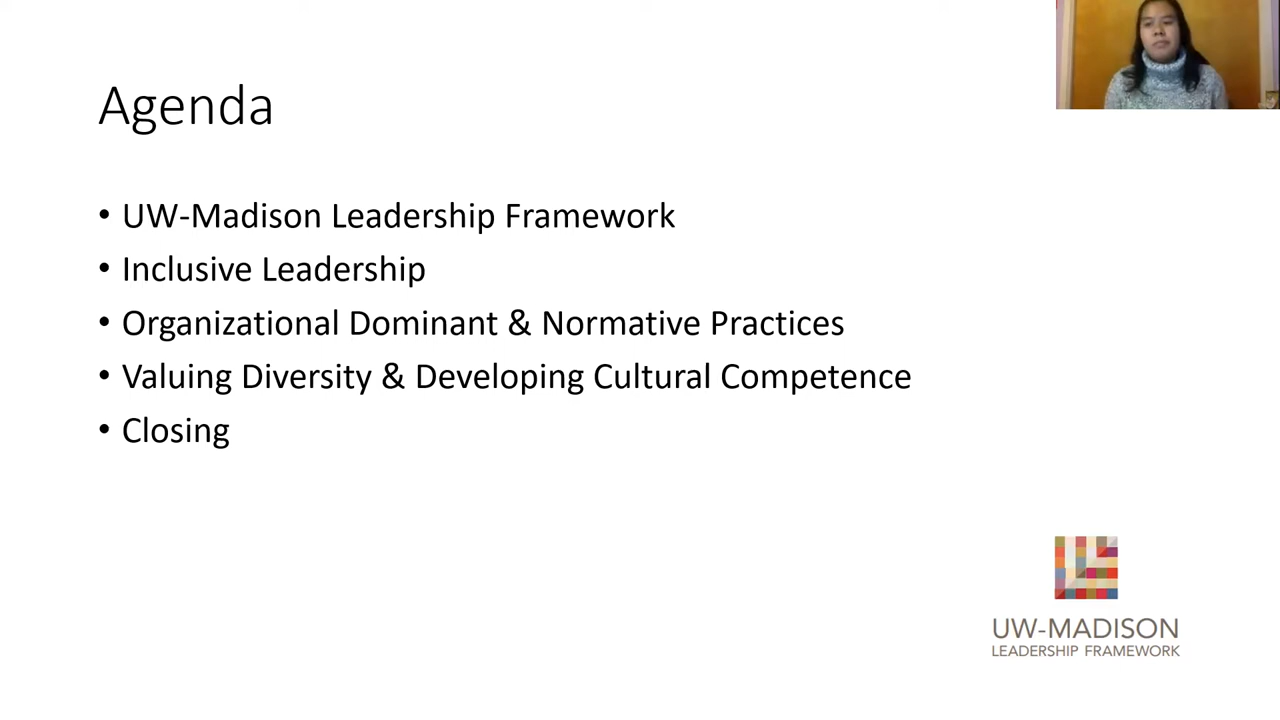 Agenda
• UW-Madison Leadership Framework
• Inclusive Leadership
• Organizational Dominant & Normative Practices
• Valuing Diversity & Developing Cultural Competence
• Closing
UW-MADISON
LEADERSHIP FRAMEWORK